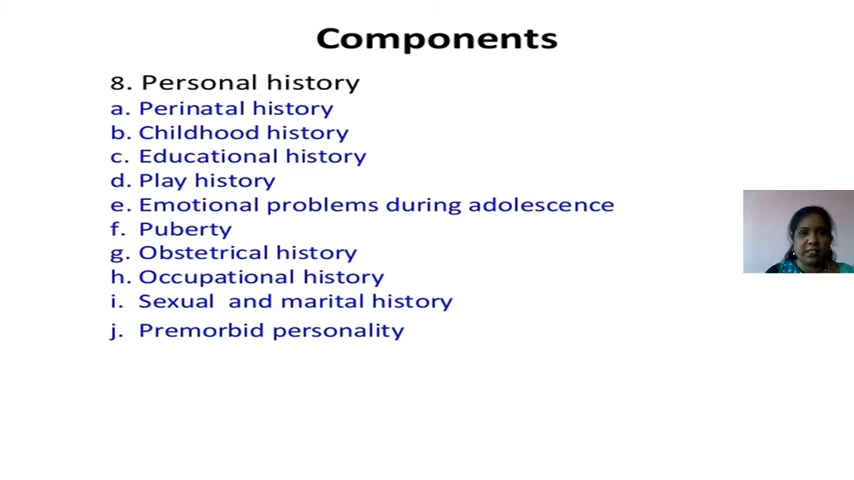 Components
8. Personal history
a. Perinatal history
b. Childhood history
c. Educational history
d. Play history
e. Emotional problems during adolescence
f. Puberty
g. Obstetrical history
h. Occupational history
i. Sexual and marital history
j. Premorbid personality